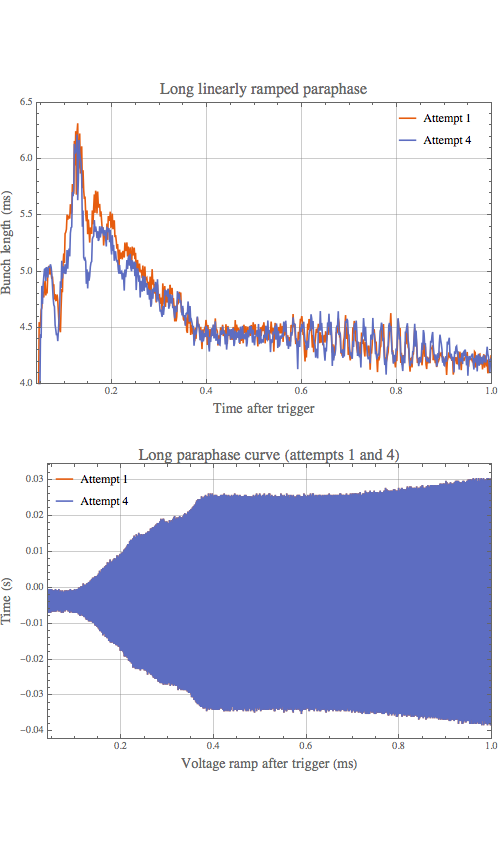 Long linearly ramped paraphase
6.5
6.0
5.5
5.0
4.5
4.0
Bunch length (ms)
Attempt 1
Attempt 4
0.2
0.4
0.6
0.8
1.0
Time after trigger
Long paraphase curve (attempts 1 and 4)
0.03
0.02
0.01
0.00
−0.01
−0.02
−0.03
−0.04
Time (s)
Attempt 1
Attempt 4
0.2
0.4
0.6
0.8
1.0
Voltage ramp after trigger (ms)